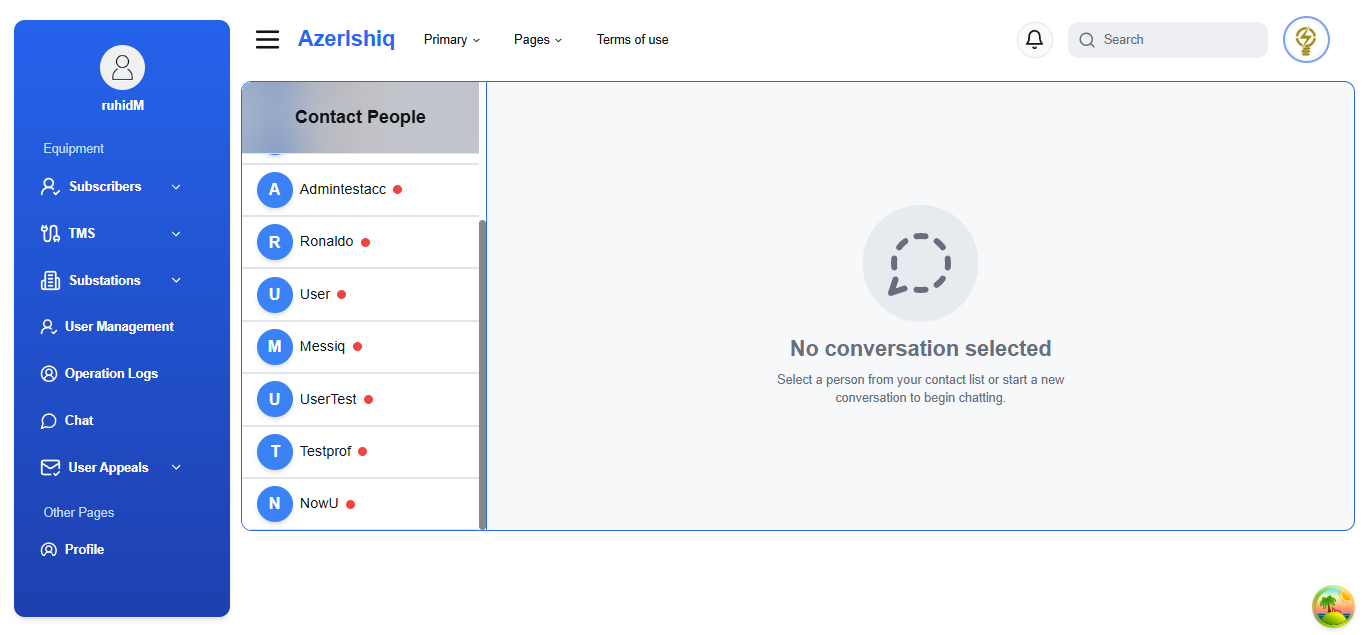 ruhidM
Equipment
Subscribers
TMS
Substations
User Management
Operation Logs
Chat
User Appeals
Other Pages
Profile
AzerIshiq
Primary
Pages
Terms of use
Search
Contact People
A Admintestacc
R Ronaldo
U User
M Messiq
U UserTest
T Testprof
N NowU
No conversation selected
Select a person from your contact list or start a new
conversation to begin chatting.